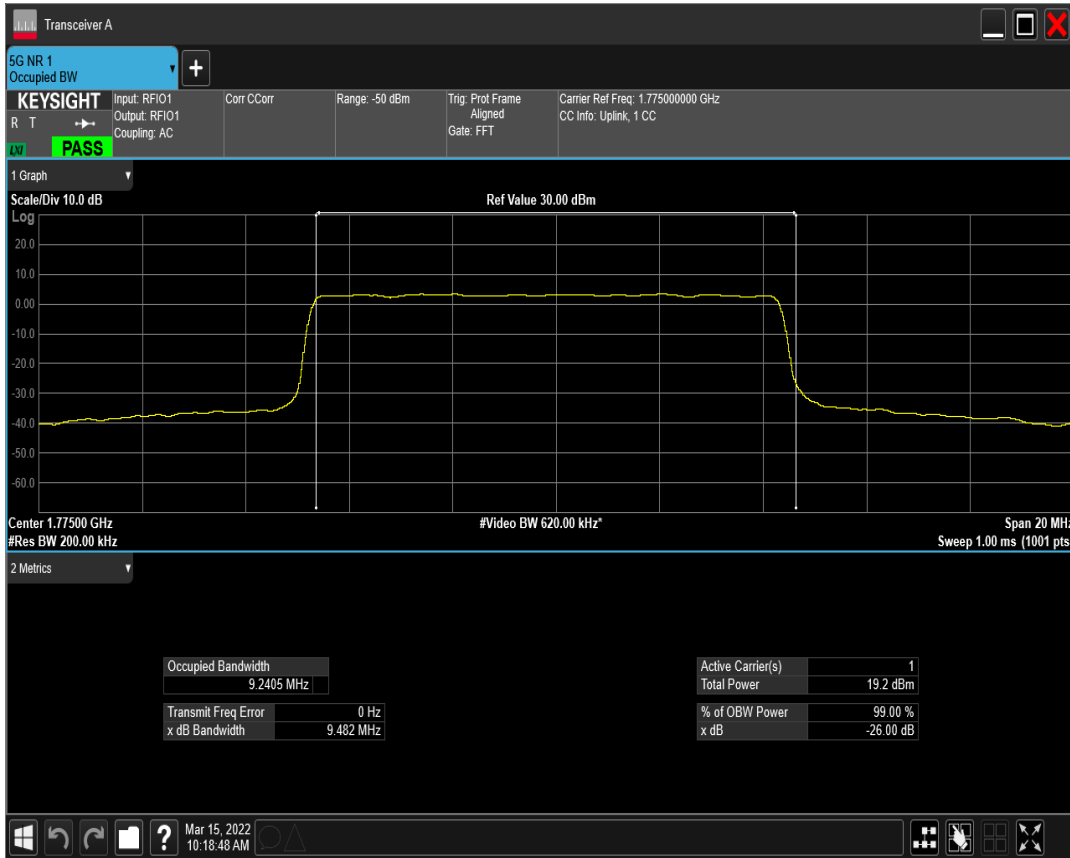 Transceiver A
5G NR 1
Occupied BW
KEYSIGHT
R T
LXI
PASS
Input: RFIO1
Output: RFIO1
Coupling: AC
Corr CCorr
Range: -50 dBm
Trig: Prot Frame
Aligned
Gate: FFT
Carrier Ref Freq: 1.775000000 GHz
CC Info: Uplink, 1 CC
1 Graph
Scale/Div 10.0 dB
Ref Value 30.00 dBm
Log
20.0
10.0
0.00
-10.0
-20.0
-30.0
-40.0
-50.0
-60.0
Center 1.77500 GHz
#Video BW 620.00 kHz*
Span 20 MHz
#Res BW 200.00 kHz
Sweep 1.00 ms (1001 pts
2 Metrics
Occupied Bandwidth
9.2405 MHz
Transmit Freq Error 0 Hz
x dB Bandwidth 9.482 MHz
Active Carrier(s) 1
Total Power 19.2 dBm
% of OBW Power 99.00 %
x dB -26.00 dB
?
Mar 15, 2022
10:18:48 AM